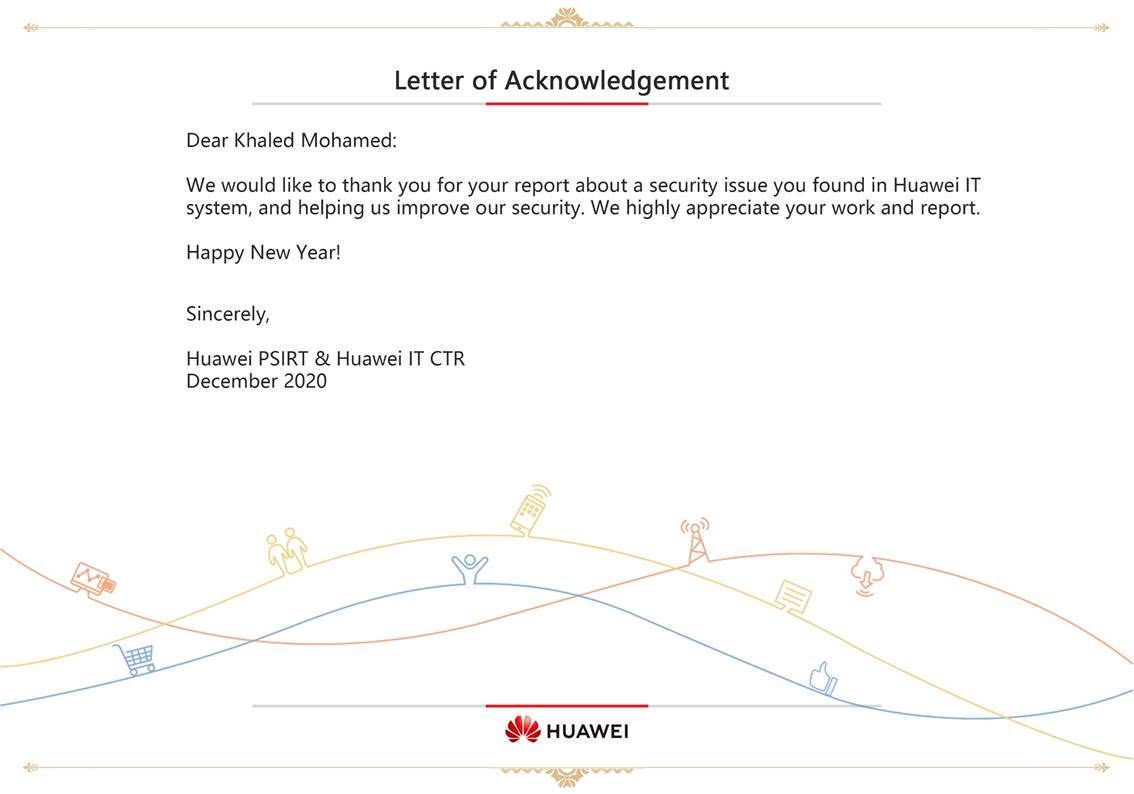 Letter of Acknowledgement
Dear Khaled Mohamed:
We would like to thank you for your report about a security issue you found in Huawei IT
system, and helping us improve our security. We highly appreciate your work and report.
Happy New Year!
Sincerely,
Huawei PSIRT & Huawei IT CTR
December 2020
HUAWEI